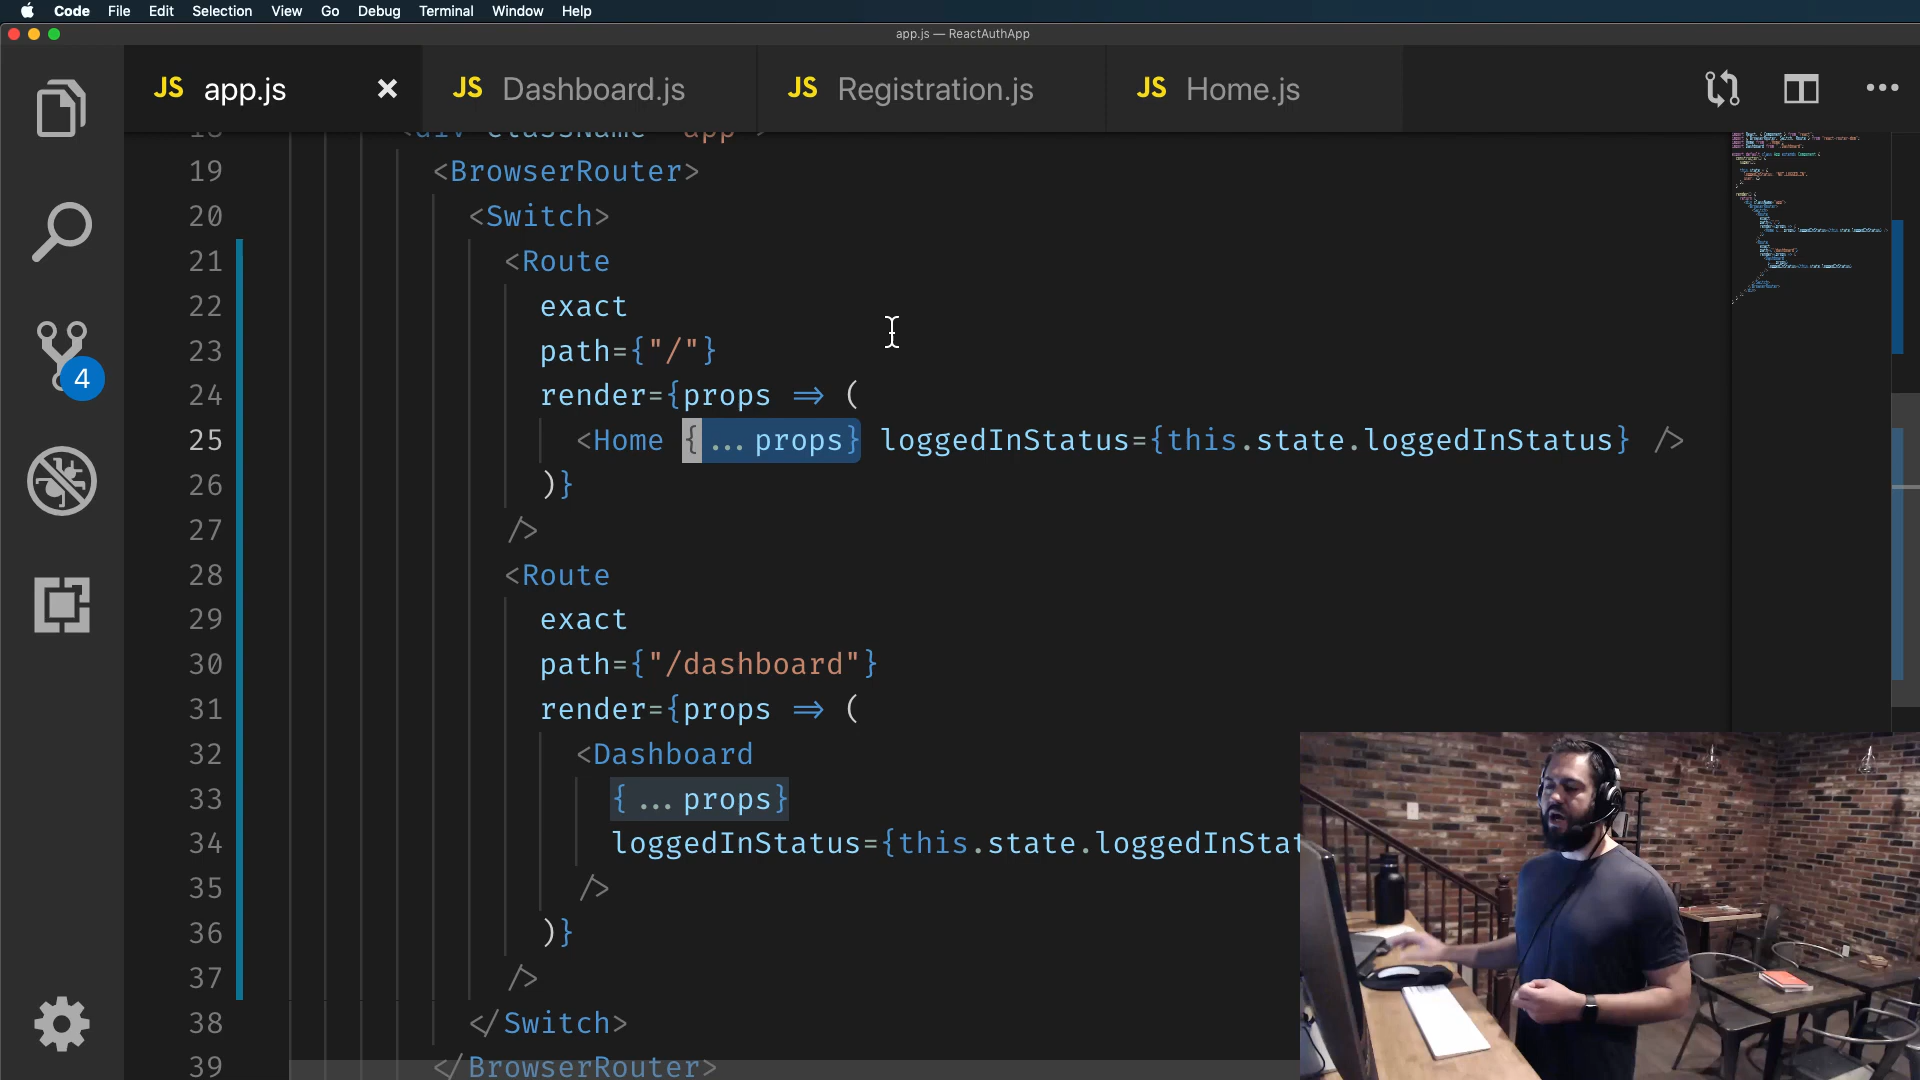 Code File Edit Selection View Go Debug Terminal Window Help
app.js — ReactAuthApp
JS app.js × JS Dashboard.js JS Registration.js JS Home.js
19 <BrowserRouter>
20 <Switch>
21 <Route
22 exact
23 path={"/"}
24 render={props => (
25 <Home {...props} loggedInStatus={this.state.loggedInStatus} />
4
26 )}
27 />
28 <Route
29 exact
30 path={"/dashboard"}
31 render={props => (
32 <Dashboard
33 {...props}
34 loggedInStatus={this.state.loggedInStat
35 />
36 )}
37 />
38 </Switch>
39 </BrowserRouter>